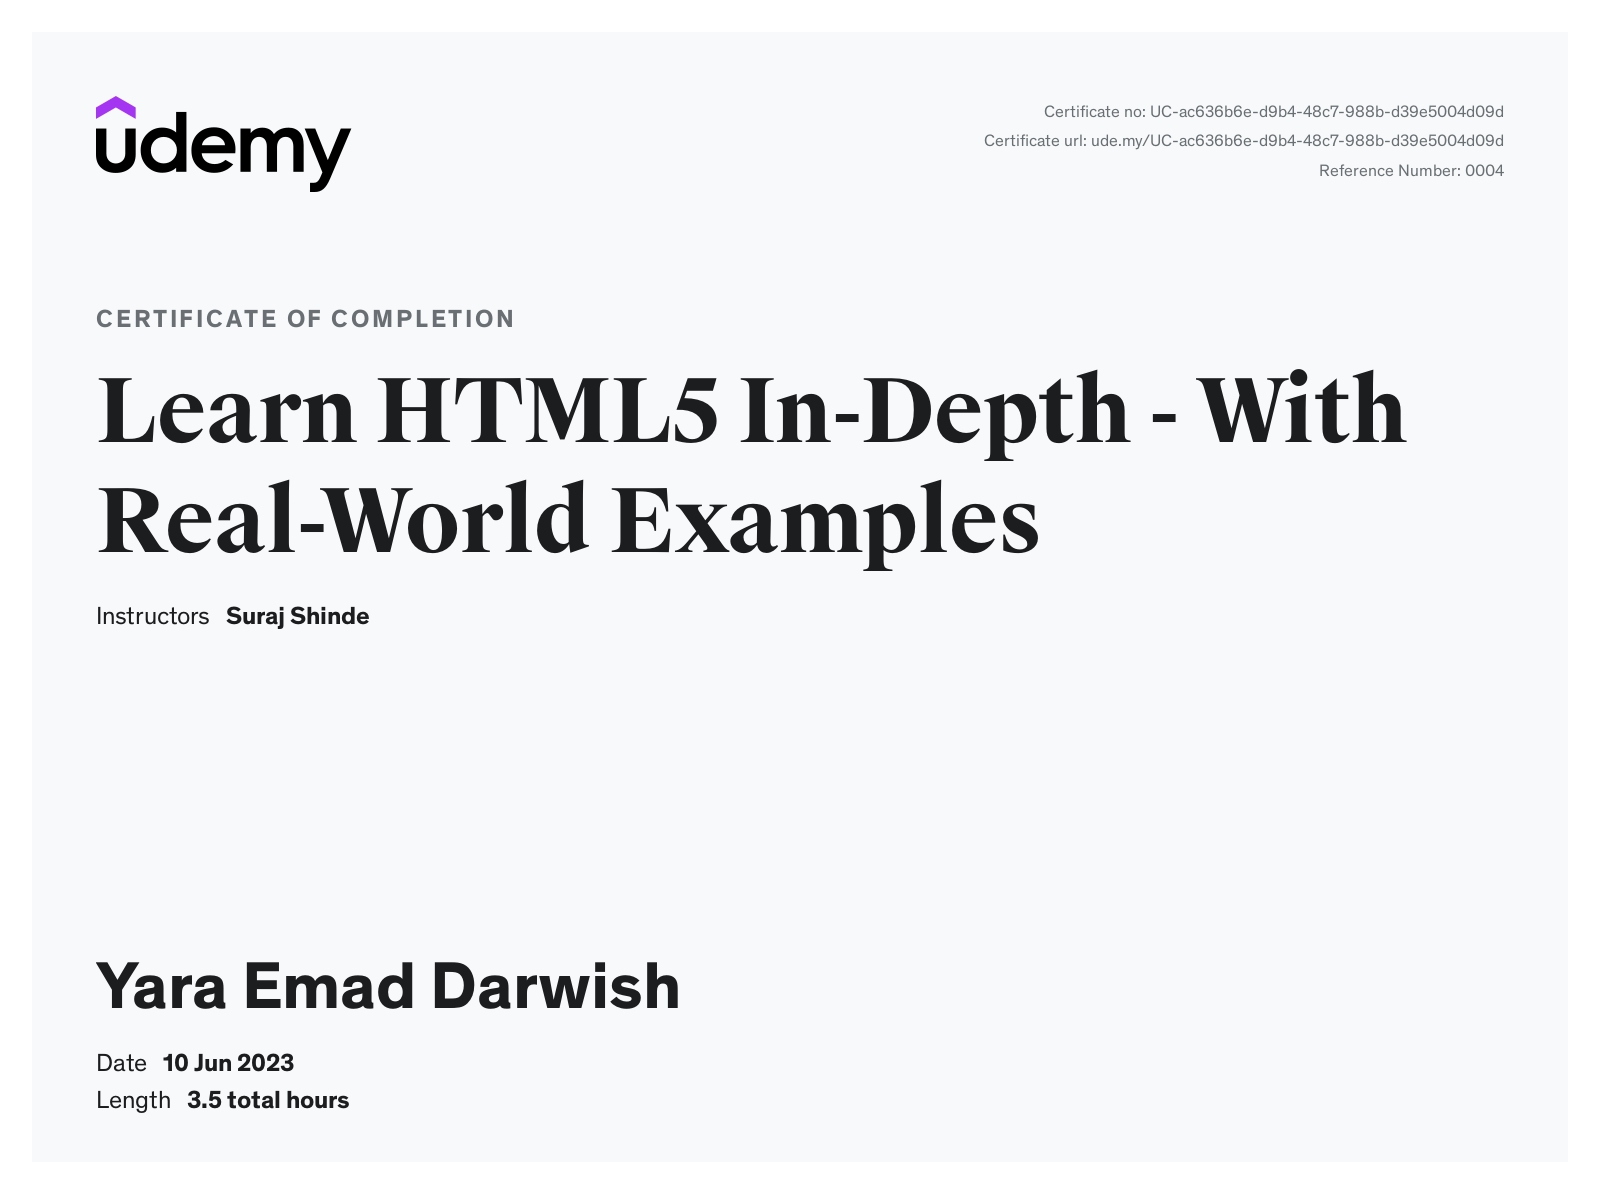 udemy
Certificate no: UC-ac636b6e-d9b4-48c7-988b-d39e5004d09d
Certificate url: ude.my/UC-ac636b6e-d9b4-48c7-988b-d39e5004d09d
Reference Number: 0004
CERTIFICATE OF COMPLETION
Learn HTML5 In-Depth - With
Real-World Examples
Instructors Suraj Shinde
Yara Emad Darwish
Date 10 Jun 2023
Length 3.5 total hours